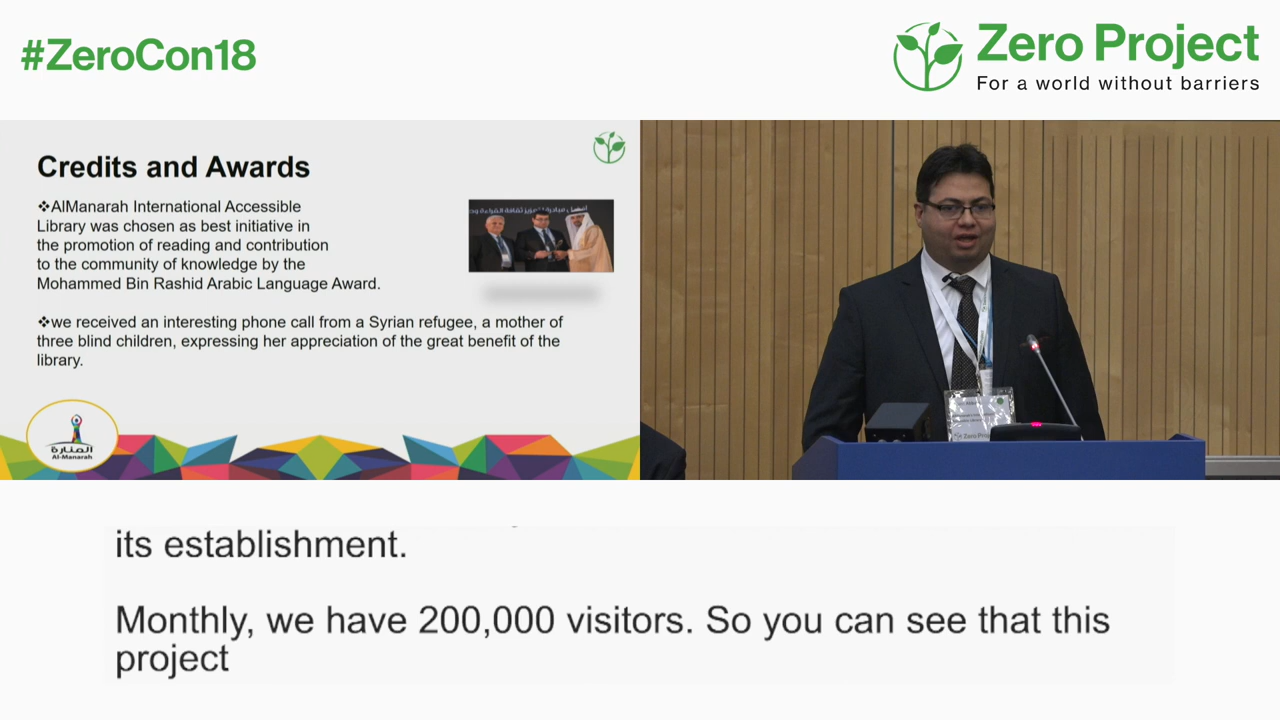 #ZeroCon18
Zero Project
For a world without barriers
Credits and Awards
❖AlManarah International Accessible
Library was chosen as best initiative in
the promotion of reading and contribution
to the community of knowledge by the
Mohammed Bin Rashid Arabic Language Award.
❖we received an interesting phone call from a Syrian refugee, a mother of
three blind children, expressing her appreciation of the great benefit of the
library.
المنارة
Al-Manarah
its establishment.
Monthly, we have 200,000 visitors. So you can see that this
project